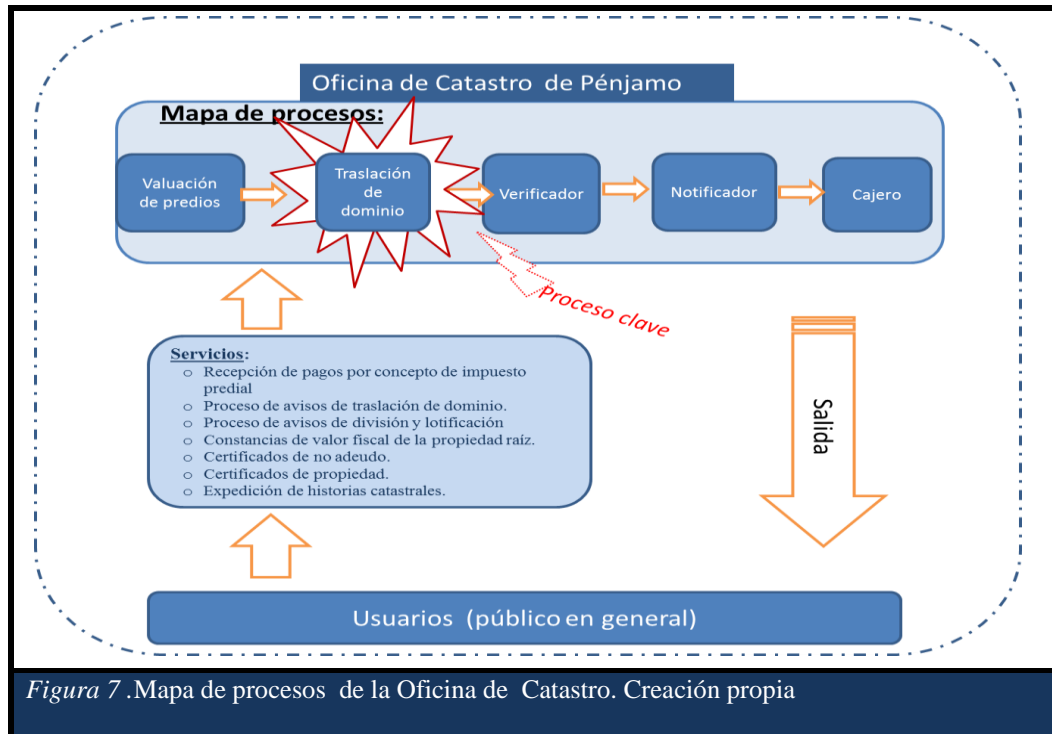 Oficina de Catastro de Pénjamo
Mapa de procesos:
Valuación
de predios
Traslación
de
dominio
Verificador
Notificador
Cajero
Proceso clave
Servicios:
o Recepción de pagos por concepto de impuesto
predial
o Proceso de avisos de traslación de dominio.
o Proceso de avisos de división y lotificación
o Constancias de valor fiscal de la propiedad raíz.
o Certificados de no adeudo.
o Certificados de propiedad.
o Expedición de historias catastrales.
Salida
Usuarios (público en general)
Figura 7 .Mapa de procesos de la Oficina de Catastro. Creación propia